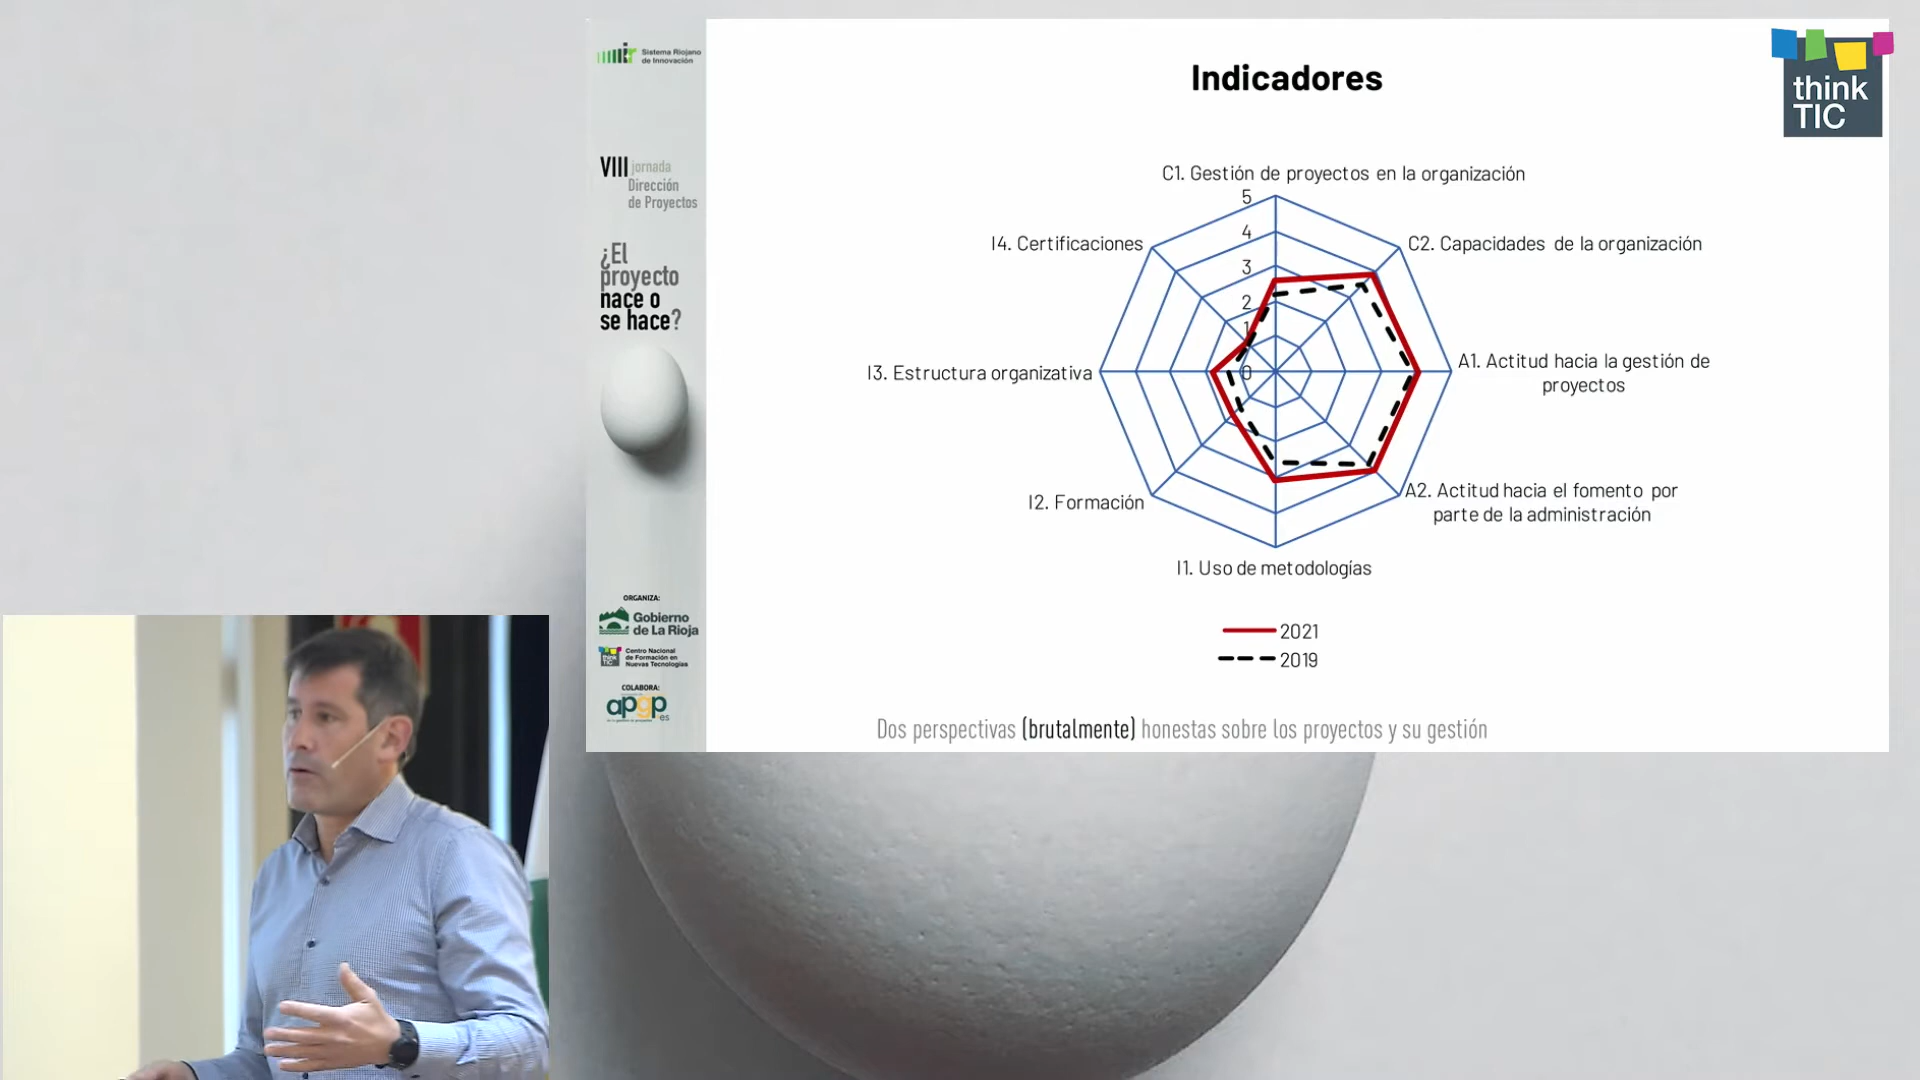 Sistema Riojano
de Innovación
VIII jornada
Dirección
de Proyectos
¿El
proyecto
nace o
se hace?
ORGANIZA:
Gobierno
de La Rioja
think
TIC
Centro Nacional
de Formación en
Nuevas Tecnologías
COLABORA:
apgp
es
Indicadores
think
TIC
C1. Gestión de proyectos en la organización
5
4
3
2
1
0
C2. Capacidades de la organización
A1. Actitud hacia la gestión de
proyectos
A2. Actitud hacia el fomento por
parte de la administración
I1. Uso de metodologías
I2. Formación
I3. Estructura organizativa
I4. Certificaciones
2021
2019
Dos perspectivas (brutalmente) honestas sobre los proyectos y su gestión